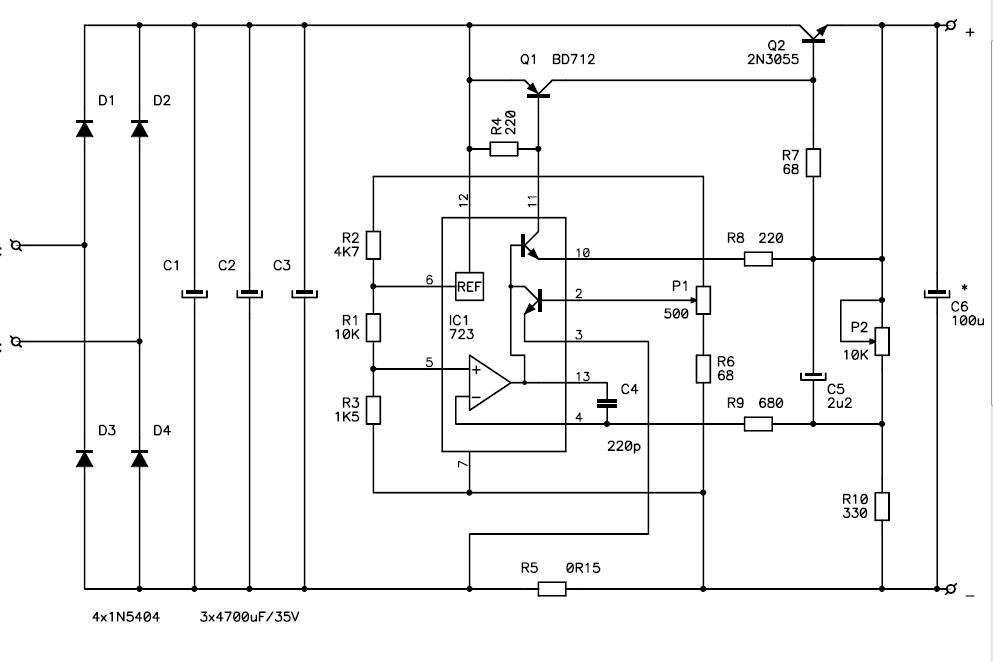 +
Q1 BD712
Q2
2N3055
D1
D2
R4
220
R7
68
12
11
R2
4K7
10
R8 220
C1
C2
C3
6
REF
2
P1
500
*
C6
100u
R1
10K
IC1
723
3
P2
10K
5
+
13
C4
R6
68
C5
2u2
R3
1K5
−
4
220p
R9 680
D3
D4
7
R10
330
R5 0R15
−
4x1N5404
3x4700uF/35V